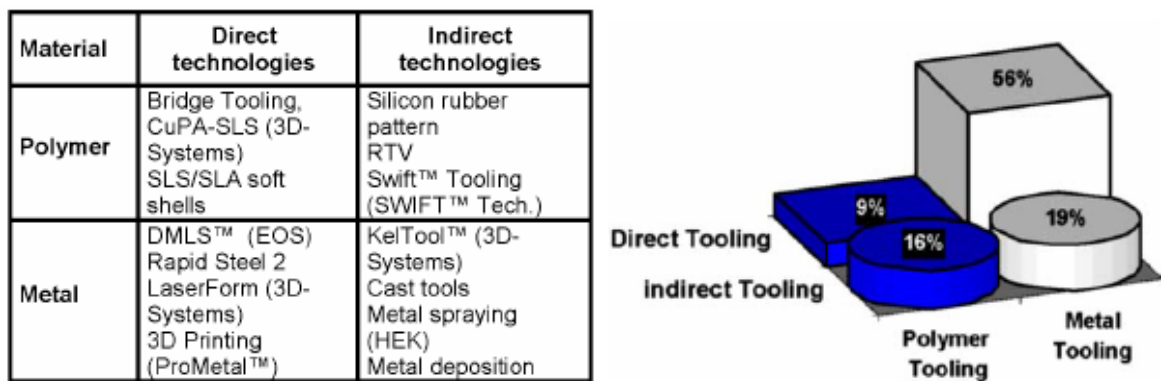 Material
Direct
technologies
Indirect
technologies
Polymer
Bridge Tooling,
CuPA-SLS (3D-
Systems)
SLS/SLA soft
shells
Silicon rubber
pattern
RTV
Swift™ Tooling
(SWIFT™ Tech.)
Metal
DMLS™ (EOS)
Rapid Steel 2
LaserForm (3D-
Systems)
3D Printing
(ProMetal™)
KelTool™ (3D-
Systems)
Cast tools
Metal spraying
(HEK)
Metal deposition
56%
9%
19%
16%
Direct Tooling
indirect Tooling
Polymer
Tooling
Metal
Tooling